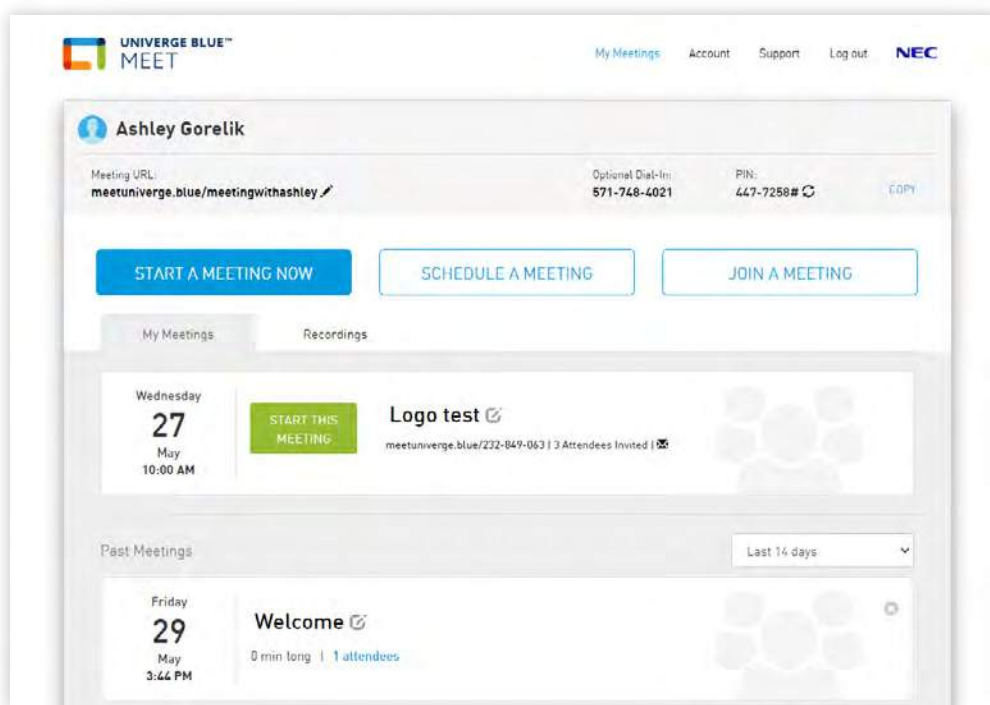 UNIVERGE BLUE™
MEET
My Meetings Account Support Log out NEC
Ashley Gorelik
Meeting URL:
meetuniverge.blue/meetingwithashley
Optional Dial-In:
571-748-4021
PIN:
447-7258#
COPY
START A MEETING NOW
SCHEDULE A MEETING
JOIN A MEETING
My Meetings Recordings
Wednesday
27
May
10:00 AM
START THIS
MEETING
Logo test
meetuniverge.blue/232-849-063 | 3 Attendees Invited |
Past Meetings
Last 14 days
Friday
29
May
3:44 PM
Welcome
0 min long | 1 attendees